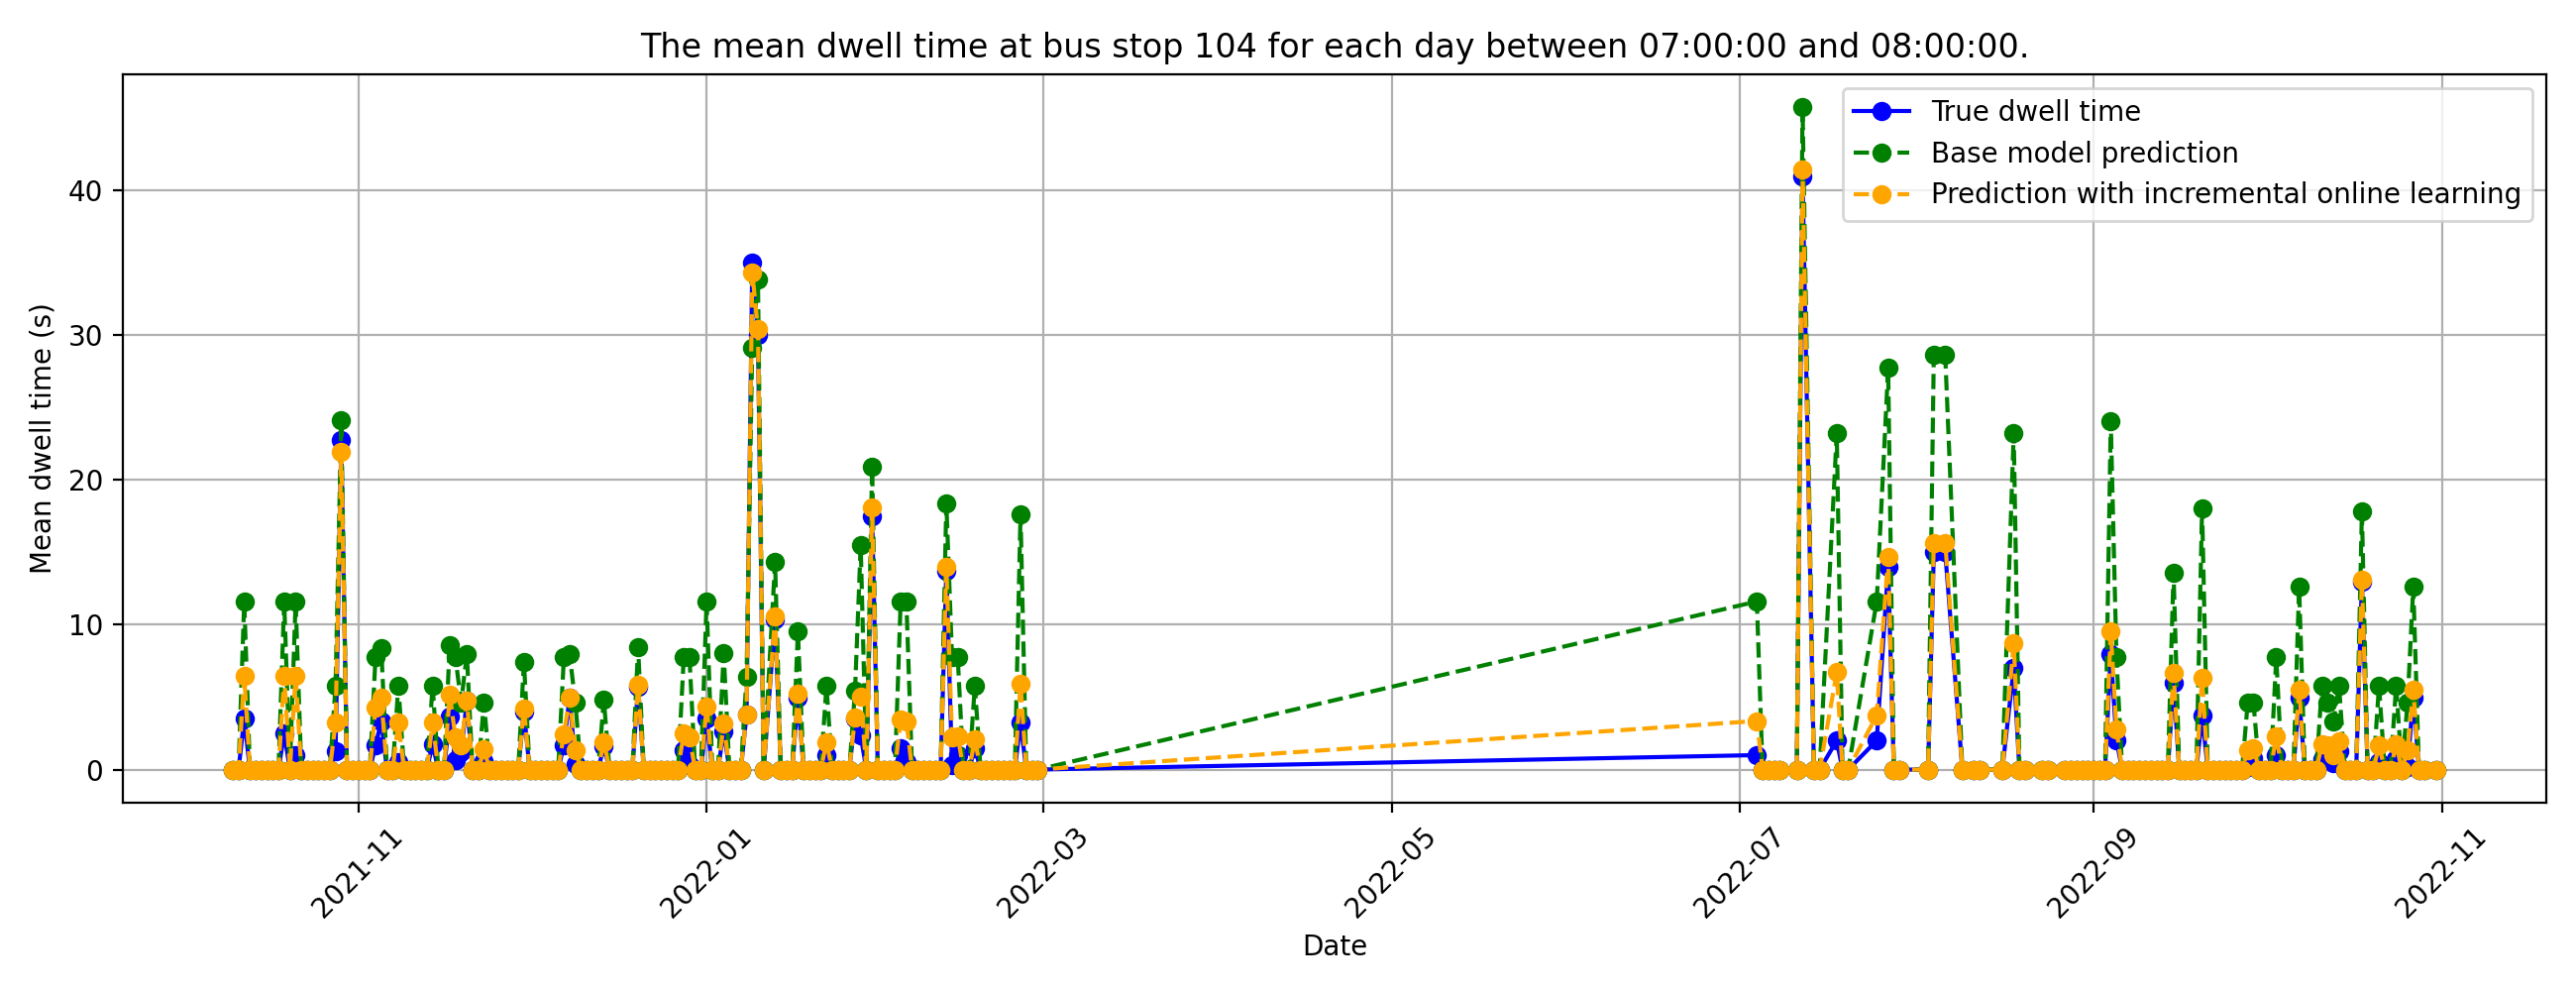 The mean dwell time at bus stop 104 for each day between 07:00:00 and 08:00:00.
True dwell time
Base model prediction
Prediction with incremental online learning
Mean dwell time (s)
40
30
20
10
0
2021-11
2022-01
2022-03
2022-05
2022-07
2022-09
2022-11
Date